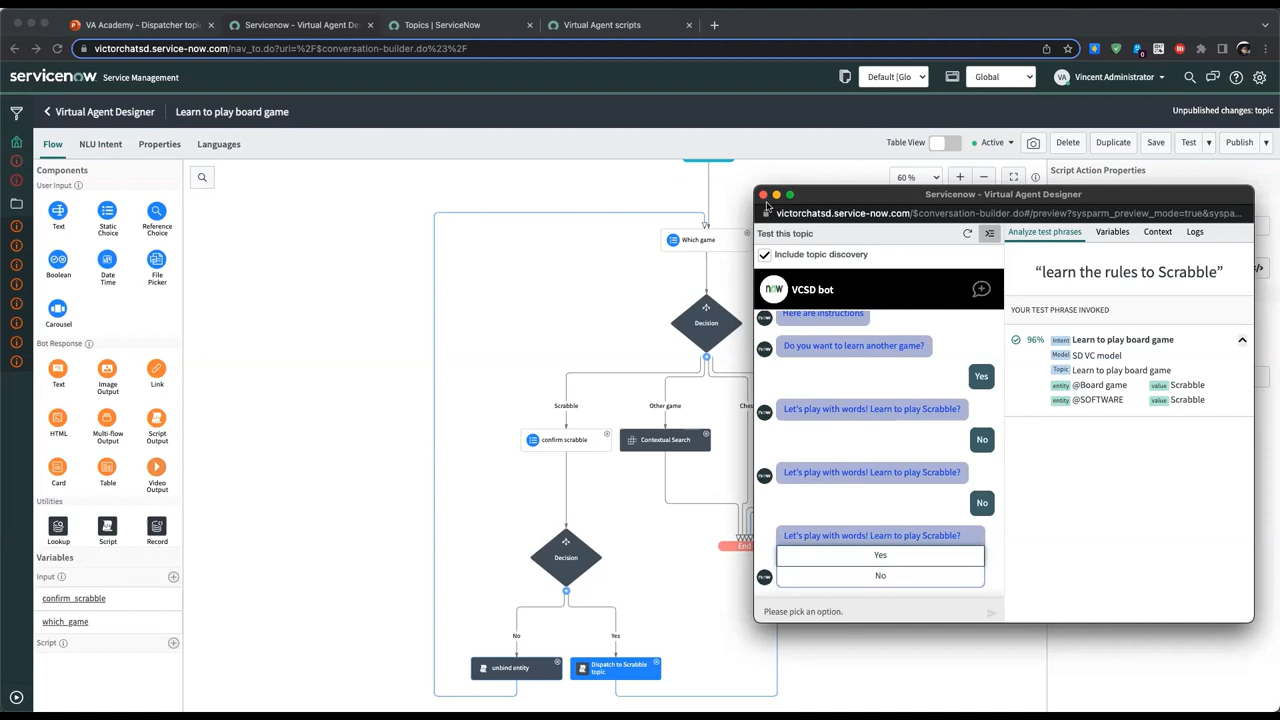 VA Academy - Dispatcher topi
Servicenow - Virtual Agent De
Topics | ServiceNow
Virtual Agent scripts
victorchatsd.service-now.com/nav_to.do?uri=%2F$conversation-builder.do%23%2F
servicenow
Service Management
Default [Glo
Global
VA
Vincent Administrator
Virtual Agent Designer
Learn to play board game
Unpublished changes: topic
Flow
NLU Intent
Properties
Languages
Table View
Active
Delete
Duplicate
Save
Test
Publish
Components
User Input
Text
Static
Choice
Reference
Choice
Boolean
Date
Time
File
Picker
Carousel
Bot Response
Text
Image
Output
Link
HTML
Multi-flow
Output
Script
Output
Card
Table
Video
Output
Utilities
Lookup
Script
Record
Variables
Input
confirm_scrabble
which_game
Script
60 %
Script Action Properties
Which game
Decision
Scrabble
Other game
Ches
confirm scrabble
Contextual Search
Decision
End
No
Yes
unbind entity
Dispatch to Scrabble
topic
Servicenow - Virtual Agent Designer
victorchatsd.service-now.com/$conversation-builder.do#/preview?sysparm_preview_mode=true&syspa...
Test this topic
Include topic discovery
now
VCSD bot
Here are instructions
Do you want to learn another game?
Yes
Let's play with words! Learn to play Scrabble?
No
Let's play with words! Learn to play Scrabble?
No
Let's play with words! Learn to play Scrabble?
Yes
No
Please pick an option.
Analyze test phrases
Variables
Context
Logs
“learn the rules to Scrabble”
YOUR TEST PHRASE INVOKED
96%
Intent Learn to play board game
Model SD VC model
Topic Learn to play board game
entity @Board game value Scrabble
entity @SOFTWARE value Scrabble